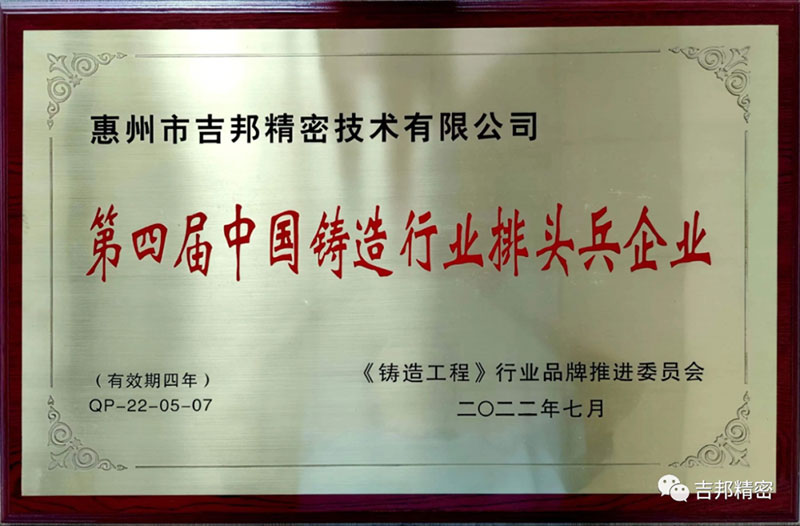 惠州市吉邦精密技术有限公司
第四届中国铸造行业排头兵企业
(有效期四年)
QP-22-05-07
《铸造工程》行业品牌推进委员会
二〇二二年七月
吉邦精密